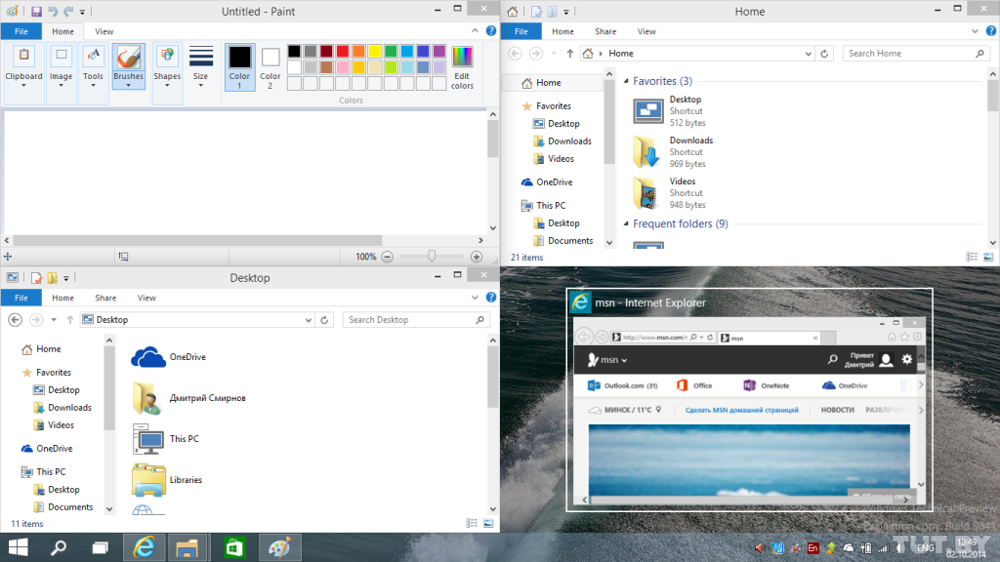 Untitled - Paint
File Home View
Clipboard Image Tools Brushes Shapes Size Color 1 Color 2 Edit colors
Colors
100%
Home
File Home Share View
Home
Search Home
Home
Favorites
Desktop
Downloads
Videos
OneDrive
This PC
Desktop
Documents
Favorites (3)
Desktop
Shortcut
512 bytes
Downloads
Shortcut
969 bytes
Videos
Shortcut
948 bytes
Frequent folders (9)
21 items
Desktop
File Home Share View
Desktop
Search Desktop
Home
Favorites
Desktop
Downloads
Videos
OneDrive
This PC
Desktop
Documents
OneDrive
Дмитрий Смирнов
This PC
Libraries
11 items
msn - Internet Explorer
http://www.msn.com/r
msn
msn
Привет
Дмитрий
Outlook.com (31) Office OneNote OneDrive
МИНСК / 11°C Сделать MSN домашней страницей НОВОСТИ
Technical Preview
Evaluation copy. Build 9841
En
ENG
13:49
02.10.2014
TUT.BY